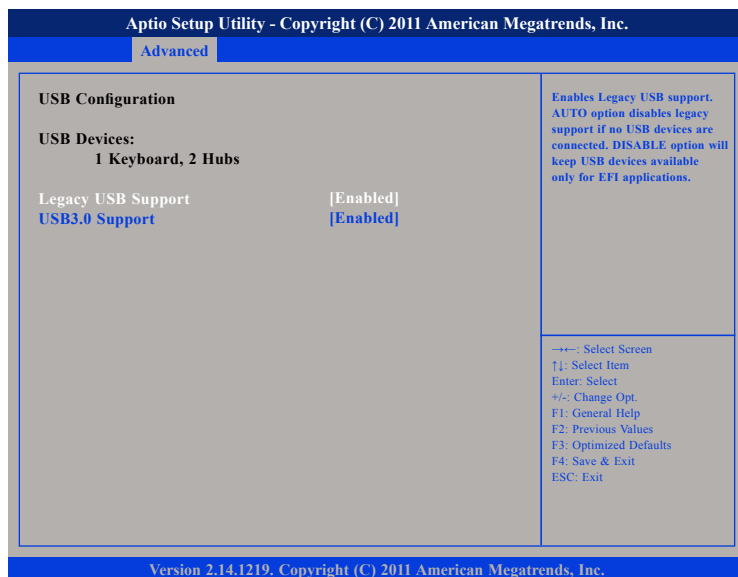 Aptio Setup Utility - Copyright (C) 2011 American Megatrends, Inc.
Advanced
USB Configuration
USB Devices:
1 Keyboard, 2 Hubs
Legacy USB Support [Enabled]
USB3.0 Support [Enabled]
Enables Legacy USB support.
AUTO option disables legacy
support if no USB devices are
connected. DISABLE option will
keep USB devices available
only for EFI applications.
→←: Select Screen
↑↓: Select Item
Enter: Select
+/-: Change Opt.
F1: General Help
F2: Previous Values
F3: Optimized Defaults
F4: Save & Exit
ESC: Exit
Version 2.14.1219. Copyright (C) 2011 American Megatrends, Inc.